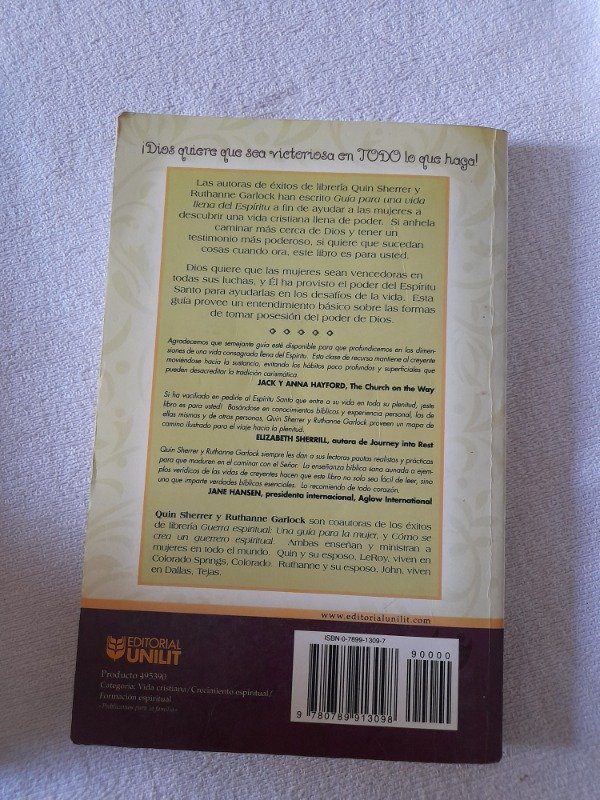 ¡Dios quiere que sea victoriosa en TODO lo que haga!
Las autoras de éxitos de librería Quin Sherrer y
Ruthanne Garlock han escrito Guía para una vida
llena del Espíritu a fin de ayudar a las mujeres a
descubrir una vida cristiana llena de poder. Si anhela
caminar más cerca de Dios y tener un
testimonio más poderoso, si quiere que sucedan
cosas cuando ora, este libro es para usted.
Dios quiere que las mujeres sean vencedoras en
todas sus luchas, y Él ha provisto el poder del Espíritu
Santo para ayudarlas en los desafíos de la vida. Esta
guía provee un entendimiento básico sobre las formas
de tomar posesión del poder de Dios.
Agradecemos que semejante guía esté disponible para que profundicemos en las dimen-
siones de una vida consagrada llena del Espíritu. Esta clase de recurso mantiene al creyente
moviéndose hacia la sustancia, evitando los hábitos poco profundos y superficiales que
pueden desacreditar la tradición carismática.
JACK Y ANNA HAYFORD, The Church on the Way
Si ha vacilado en pedirle al Espíritu Santo que entre a su vida en toda su plenitud, ¡este
libro es para usted! Basándose en conocimientos bíblicos y experiencia personal, las de
ellas mismas y de otras personas, Quin Sherrer y Ruthanne Garlock proveen un mapa de
camino ilustrado para el viaje hacia la plenitud.
ELIZABETH SHERRILL, autora de Journey into Rest
Quin Sherrer y Ruthanne Garlock siempre les dan a sus lectoras pautas realistas y prácticas
para que maduren en el caminar con el Señor. La enseñanza bíblica sana aunada a ejem-
plos verídicos de las vidas de creyentes hacen que este libro no solo sea fácil de leer, sino
uno que imparte verdades bíblicas esenciales. Lo recomiendo de todo corazón.
JANE HANSEN, presidenta internacional, Aglow International
Quin Sherrer y Ruthanne Garlock son coautoras de los éxitos
de librería Guerra espiritual: Una guía para la mujer, y Cómo se
crea un guerrero espiritual. Ambas enseñan y ministran a
mujeres en todo el mundo. Quin y su esposo, LeRoy, viven en
Colorado Springs, Colorado. Ruthanne y su esposo, John, viven
en Dallas, Tejas.
www.editorialunilit.com
EDITORIAL
UNILIT
Producto 495390
Categoría: Vida cristiana/Crecimiento espiritual/
Formación espiritual
«Publicamos para la familia»
ISBN 0-7899-1309-7
90000
9 780789 913098